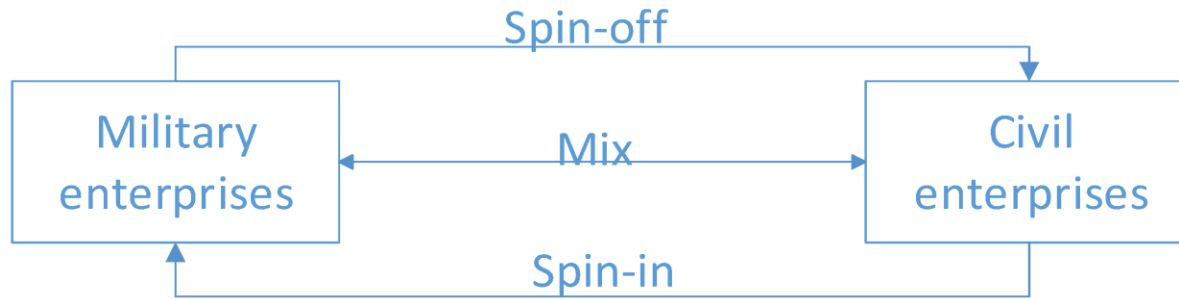 Spin-off
Military
enterprises
Mix
Civil
enterprises
Spin-in